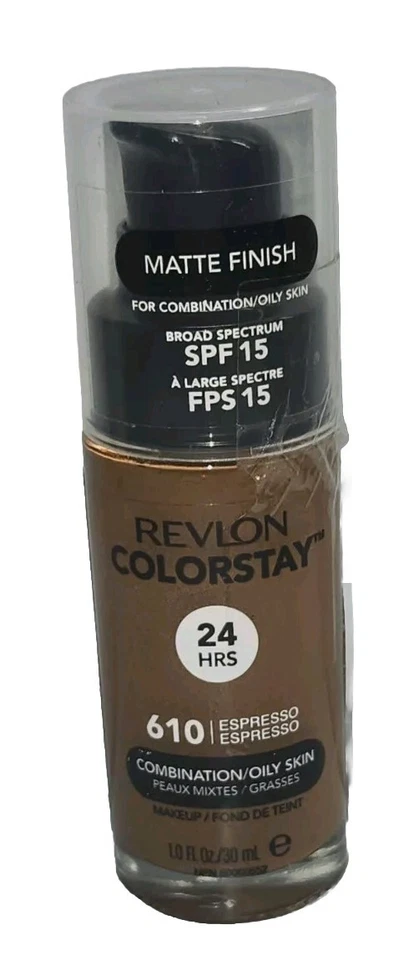 MATTE FINISH
FOR COMBINATION/OILY SKIN
BROAD SPECTRUM
SPF 15
À LARGE SPECTRE
FPS 15
REVLON
COLORSTAY™
24
HRS
610 | ESPRESSO
ESPRESSO
COMBINATION/OILY SKIN
PEAUX MIXTES / GRASSES
MAKEUP / FOND DE TEINT
1.0 FL Oz/30 mL e